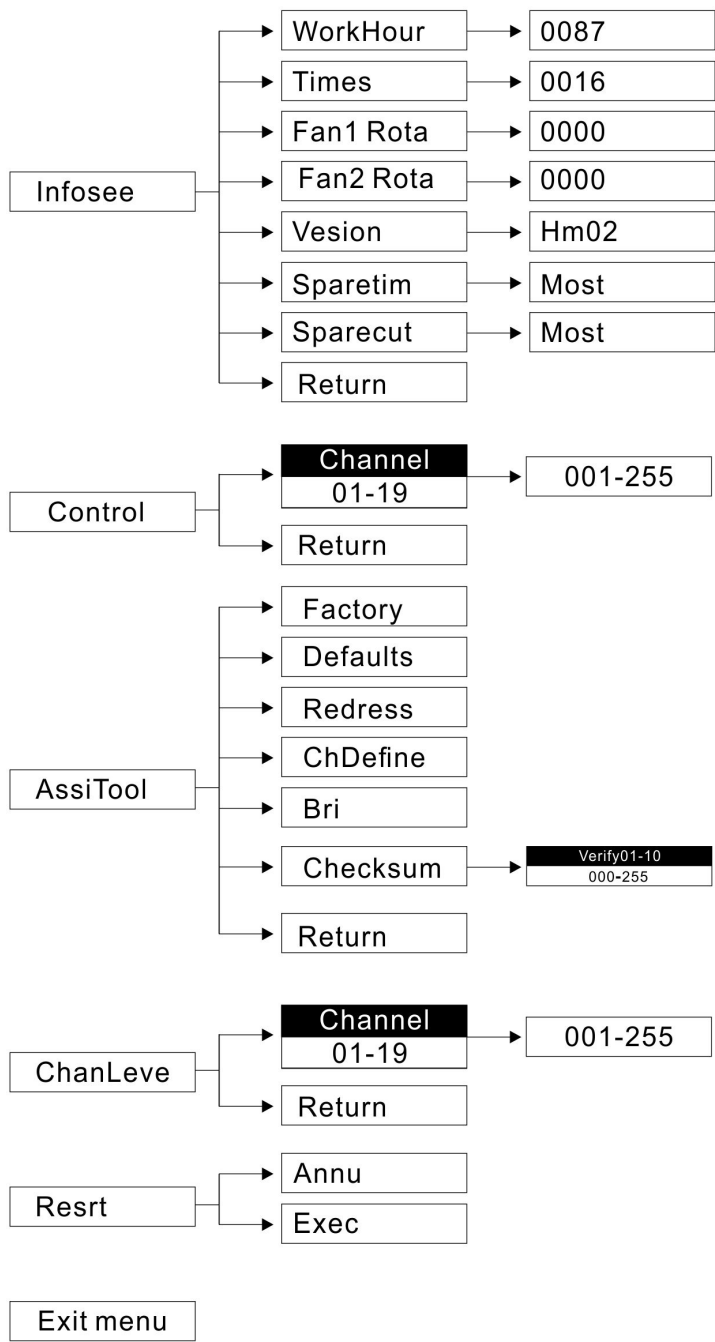 Infosee
WorkHour
0087
Times
0016
Fan1 Rota
0000
Fan2 Rota
0000
Vesion
Hm02
Sparetim
Most
Sparecut
Most
Return
Control
Channel
01-19
001-255
Return
AssiTool
Factory
Defaults
Redress
ChDefine
Bri
Checksum
Verify01-10
000-255
Return
ChanLeve
Channel
01-19
001-255
Return
Resrt
Annu
Exec
Exit menu